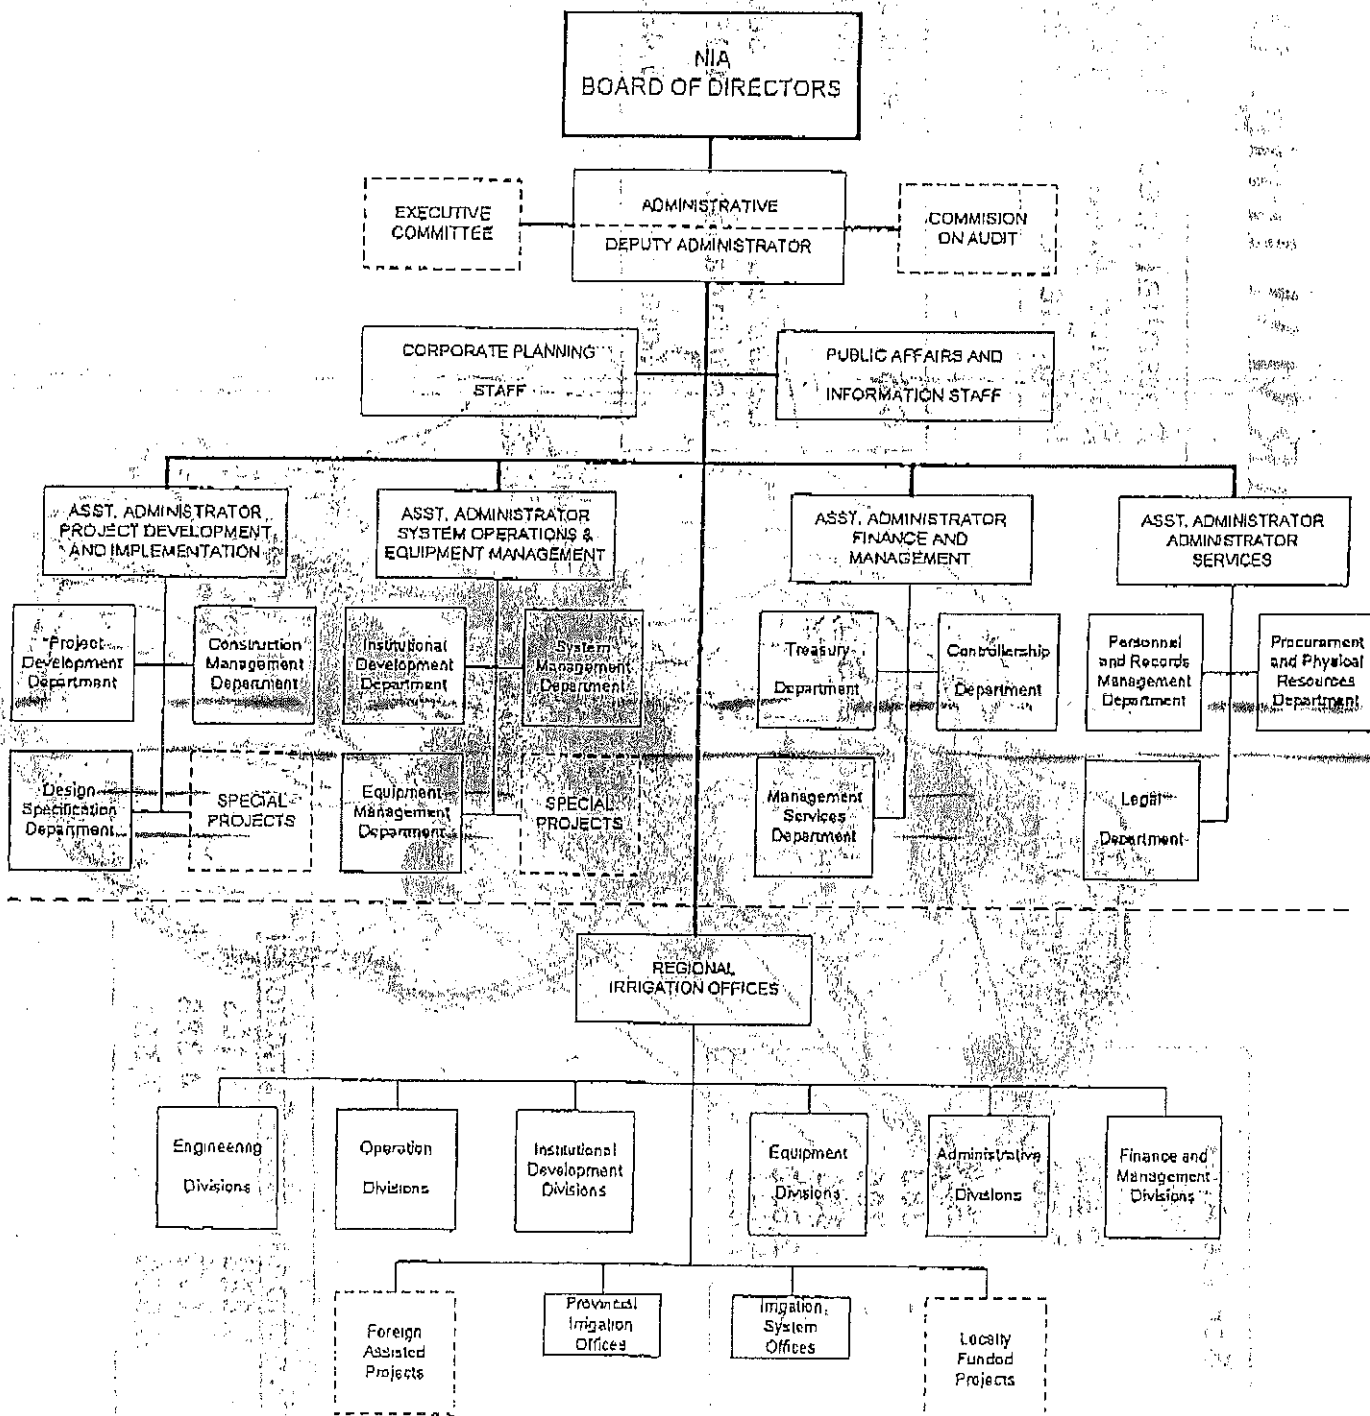 NIA
BOARD OF DIRECTORS
EXECUTIVE
COMMITTEE
ADMINISTRATIVE
DEPUTY ADMINISTRATOR
COMMISION
ON AUDIT
CORPORATE PLANNING
STAFF
PUBLIC AFFAIRS AND
INFORMATION STAFF
ASST. ADMINISTRATOR
PROJECT DEVELOPMENT
AND IMPLEMENTATION
ASST. ADMINISTRATOR
SYSTEM OPERATIONS &
EQUIPMENT MANAGEMENT
ASST. ADMINISTRATOR
FINANCE AND
MANAGEMENT
ASST. ADMINISTRATOR
ADMINISTRATOR
SERVICES
Project
Development
Department
Construction
Management
Department
Institutional
Development
Department
System
Management
Department
Treasury
Department
Controllership
Department
Personnel
and Records
Management
Department
Procurement
and Physical
Resources
Department
Design
Specification
Department
SPECIAL
PROJECTS
Equipment
Management
Department
SPECIAL
PROJECTS
Management
Services
Department
Legal
Department
REGIONAL
IRRIGATION OFFICES
Engineering
Divisions
Operation
Divisions
Institutional
Development
Divisions
Equipment
Divisions
Administrative
Divisions
Finance and
Management
Divisions
Foreign
Assisted
Projects
Provincial
Irrigation
Offices
Irrigation
System
Offices
Locally
Funded
Projects